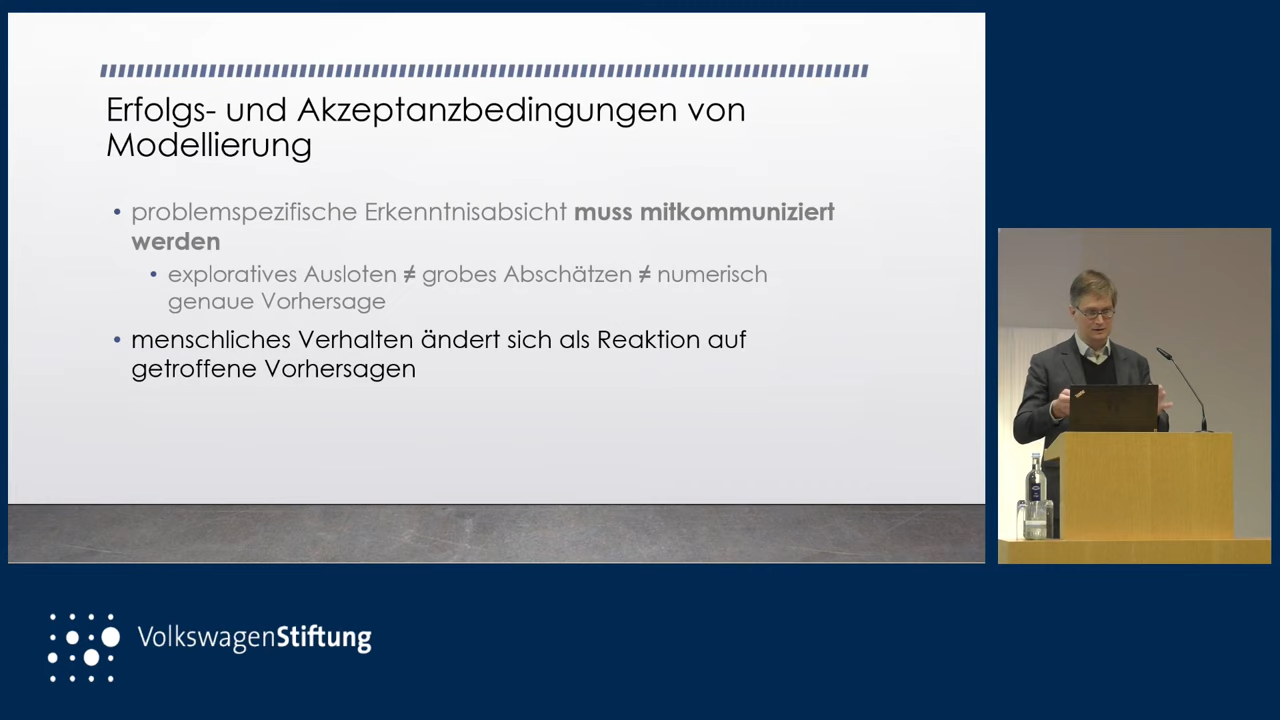 Erfolgs- und Akzeptanzbedingungen von
Modellierung
• problemspezifische Erkenntnisabsicht muss mitkommuniziert
werden
• exploratives Ausloten ≠ grobes Abschätzen ≠ numerisch
genaue Vorhersage
• menschliches Verhalten ändert sich als Reaktion auf
getroffene Vorhersagen
VolkswagenStiftung